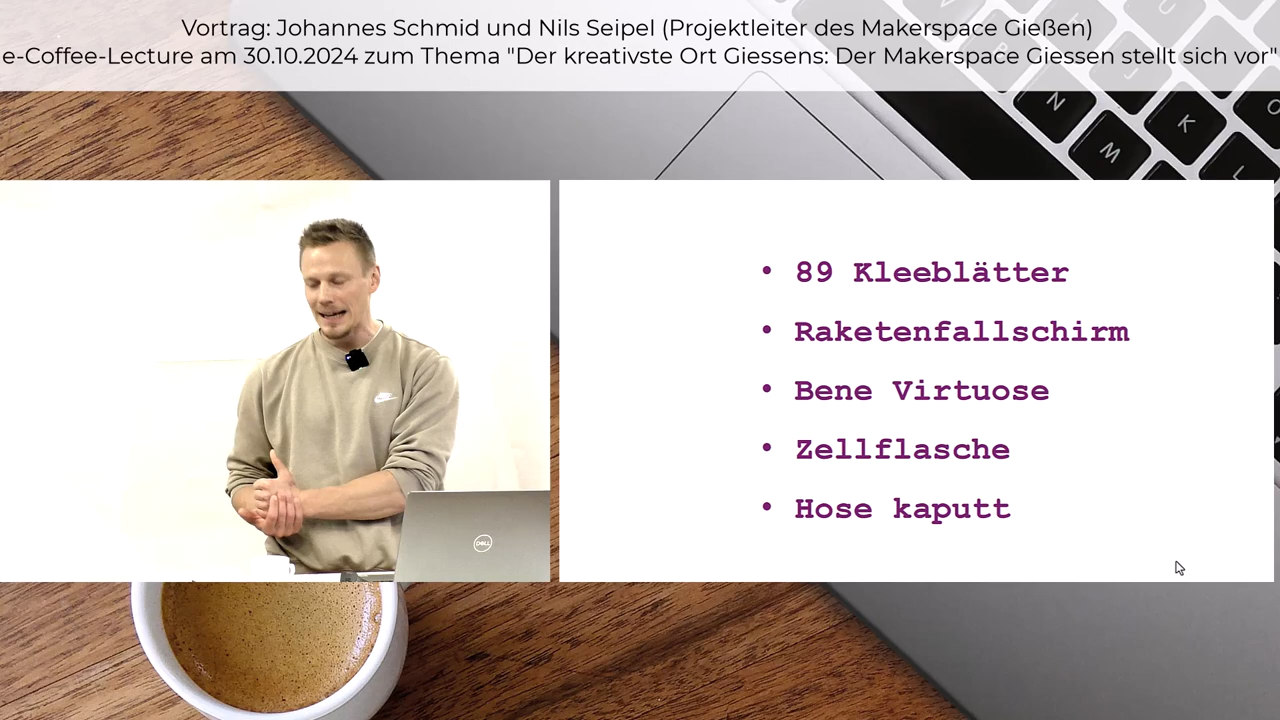 Vortrag: Johannes Schmid und Nils Seipel (Projektleiter des Makerspace Gießen)
e-Coffee-Lecture am 30.10.2024 zum Thema "Der kreativste Ort Giessens: Der Makerspace Giessen stellt sich vor"
• 89 Kleeblätter
• Raketenfallschirm
• Bene Virtuose
• Zellflasche
• Hose kaputt
DELL
N
M
J
K
L
U